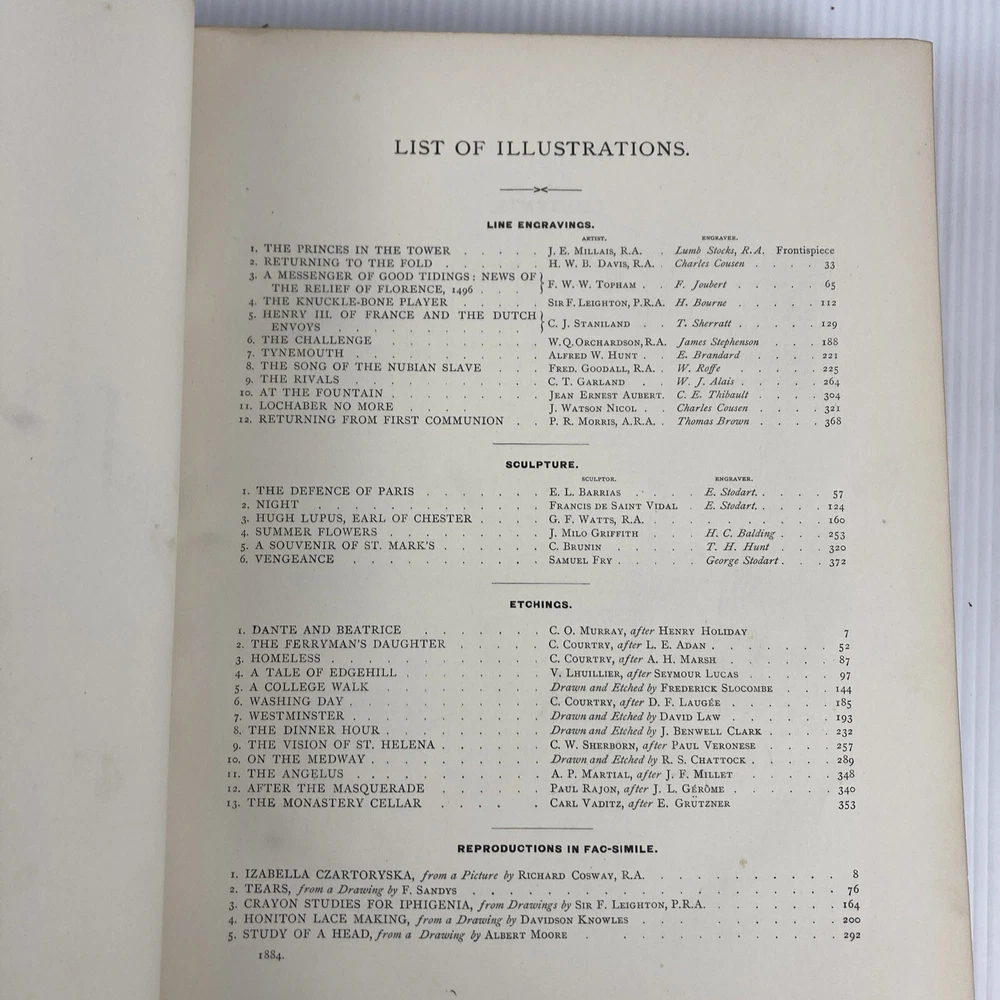 LIST OF ILLUSTRATIONS.
LINE ENGRAVINGS.
ARTIST. ENGRAVER.
1. THE PRINCES IN THE TOWER . . . . . J. E. MILLAIS, R.A. . Lumb Stocks, R.A. Frontispiece
2. RETURNING TO THE FOLD . . . . . . H. W. B. DAVIS, R.A. . Charles Cousen . . . . 33
3. A MESSENGER OF GOOD TIDINGS: NEWS OF
THE RELIEF OF FLORENCE, 1496 . . . } F. W. W. TOPHAM . . F. Joubert . . . . . 65
4. THE KNUCKLE-BONE PLAYER . . . . . SIR F. LEIGHTON, P.R.A. H. Bourne . . . . . 112
5. HENRY III. OF FRANCE AND THE DUTCH
ENVOYS . . . . . . . . . . } C. J. STANILAND . . T. Sherratt . . . . . 129
6. THE CHALLENGE . . . . . . . . . W. Q. ORCHARDSON, R.A. James Stephenson . . . 188
7. TYNEMOUTH . . . . . . . . . . ALFRED W. HUNT . . E. Brandard . . . . 221
8. THE SONG OF THE NUBIAN SLAVE . . . FRED. GOODALL, R.A. . W. Roffe . . . . . 225
9. THE RIVALS . . . . . . . . . . C. T. GARLAND . . W. J. Alais . . . . . 264
10. AT THE FOUNTAIN . . . . . . . . JEAN ERNEST AUBERT. C. E. Thibault . . . . 304
11. LOCHABER NO MORE . . . . . . . J. WATSON NICOL . . Charles Cousen . . . . 321
12. RETURNING FROM FIRST COMMUNION . . P. R. MORRIS, A.R.A. . Thomas Brown . . . . 368
SCULPTURE.
SCULPTOR. ENGRAVER.
1. THE DEFENCE OF PARIS . . . . . . . E. L. BARRIAS . . . . E. Stodart. . . . . 57
2. NIGHT . . . . . . . . . . . FRANCIS DE SAINT VIDAL . E. Stodart. . . . . 124
3. HUGH LUPUS, EARL OF CHESTER . . . . G. F. WATTS, R.A. . . . . . . . . . . 160
4. SUMMER FLOWERS . . . . . . . . J. MILO GRIFFITH . . . H. C. Balding . . . 253
5. A SOUVENIR OF ST. MARK'S . . . . . . C. BRUNIN . . . . . T. H. Hunt . . . 320
6. VENGEANCE . . . . . . . . . . SAMUEL FRY . . . . . George Stodart . . . 372
ETCHINGS.
1. DANTE AND BEATRICE . . . . . . . C. O. MURRAY, after HENRY HOLIDAY 7
2. THE FERRYMAN'S DAUGHTER . . . . . C. COURTRY, after L. E. ADAN . . . . . . . 52
3. HOMELESS . . . . . . . . . . . C. COURTRY, after A. H. MARSH . . . . . . 87
4. A TALE OF EDGEHILL . . . . . . . . V. LHUILLIER, after SEYMOUR LUCAS . . . . . 97
5. A COLLEGE WALK . . . . . . . . . Drawn and Etched by FREDERICK SLOCOMBE . . . 144
6. WASHING DAY . . . . . . . . . . C. COURTRY, after D. F. LAUGÉE . . . . . . 185
7. WESTMINSTER . . . . . . . . . . Drawn and Etched by DAVID LAW . . . . . . 193
8. THE DINNER HOUR . . . . . . . . . Drawn and Etched by J. BENWELL CLARK . . . . 232
9. THE VISION OF ST. HELENA . . . . . . C. W. SHERBORN, after PAUL VERONESE . . . . 257
10. ON THE MEDWAY . . . . . . . . . Drawn and Etched by R. S. CHATTOCK . . . . . 289
11. THE ANGELUS . . . . . . . . . . A. P. MARTIAL, after J. F. MILLET . . . . . 348
12. AFTER THE MASQUERADE . . . . . . PAUL RAJON, after J. L. GÉRÔME . . . . . . 340
13. THE MONASTERY CELLAR . . . . . CARL VADITZ, after E. GRÜTZNER 353
REPRODUCTIONS IN FAC-SIMILE.
1. IZABELLA CZARTORYSKA, from a Picture by RICHARD COSWAY, R.A. . . . . . . . . . . 8
2. TEARS, from a Drawing by F. SANDYS . . . . . . . . . . . . . . . . . . . 76
3. CRAYON STUDIES FOR IPHIGENIA, from Drawings by SIR F. LEIGHTON, P.R.A. . . . . . . . 164
4. HONITON LACE MAKING, from a Drawing by DAVIDSON KNOWLES . . . . . . . . . . . 200
5. STUDY OF A HEAD, from a Drawing by ALBERT MOORE . . . . . . . . . . . . . 292
1884.